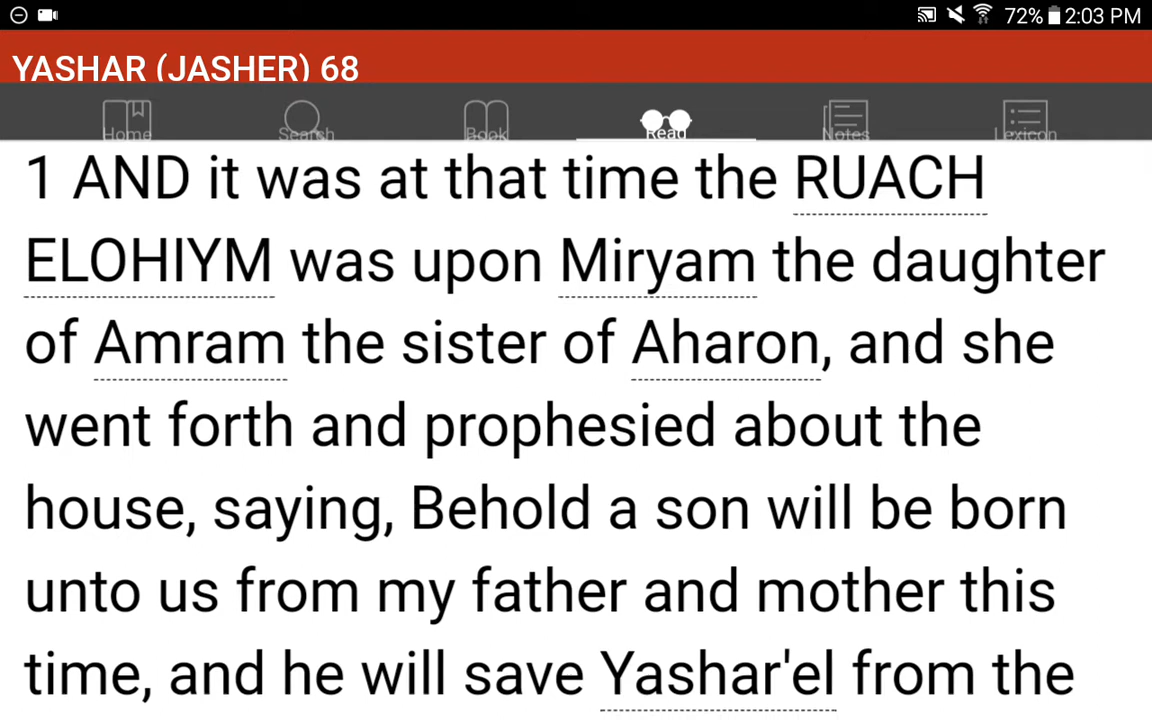 72% 2:03 PM
YASHAR (JASHER) 68
Home Search Book Read Notes Lexicon
1 AND it was at that time the RUACH
ELOHIYM was upon Miryam the daughter
of Amram the sister of Aharon, and she
went forth and prophesied about the
house, saying, Behold a son will be born
unto us from my father and mother this
time, and he will save Yashar'el from the